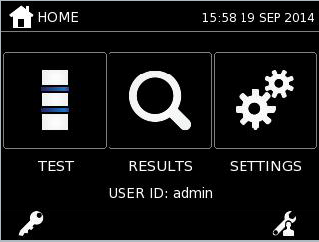 HOME 15:58 19 SEP 2014
TEST RESULTS SETTINGS
USER ID: admin